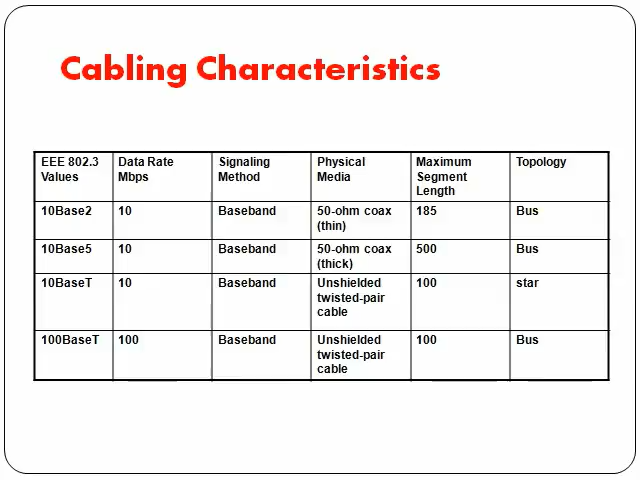 Cabling Characteristics
EEE 802.3 Values | Data Rate Mbps | Signaling Method | Physical Media | Maximum Segment Length | Topology
10Base2 | 10 | Baseband | 50-ohm coax (thin) | 185 | Bus
10Base5 | 10 | Baseband | 50-ohm coax (thick) | 500 | Bus
10BaseT | 10 | Baseband | Unshielded twisted-pair cable | 100 | star
100BaseT | 100 | Baseband | Unshielded twisted-pair cable | 100 | Bus